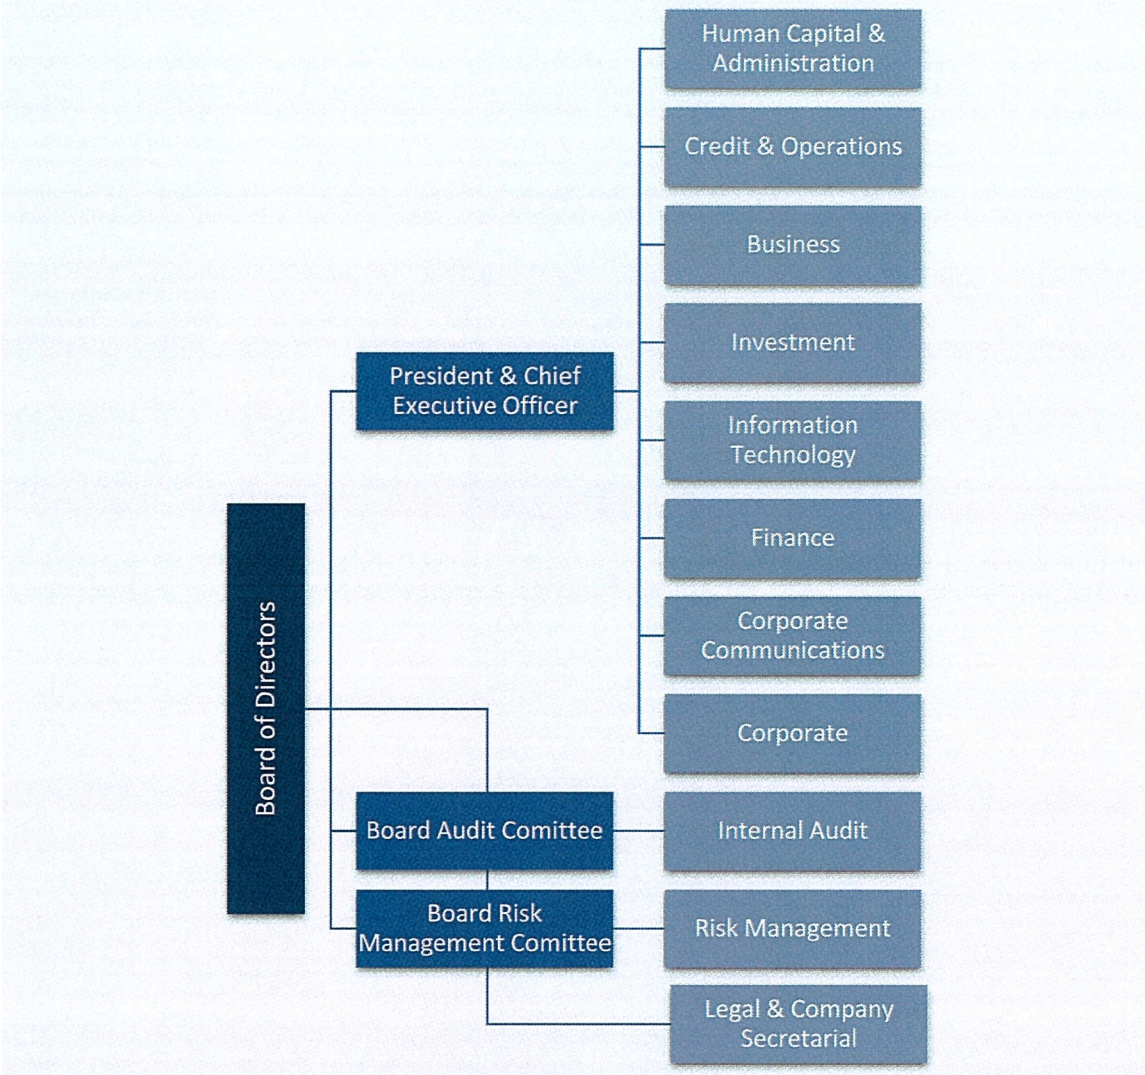 Human Capital &
Administration
Credit & Operations
Business
Investment
President & Chief
Executive Officer
Information
Technology
Finance
Corporate
Communications
Board of Directors
Corporate
Board Audit Comittee
Internal Audit
Board Risk
Management Comittee
Risk Management
Legal & Company
Secretarial